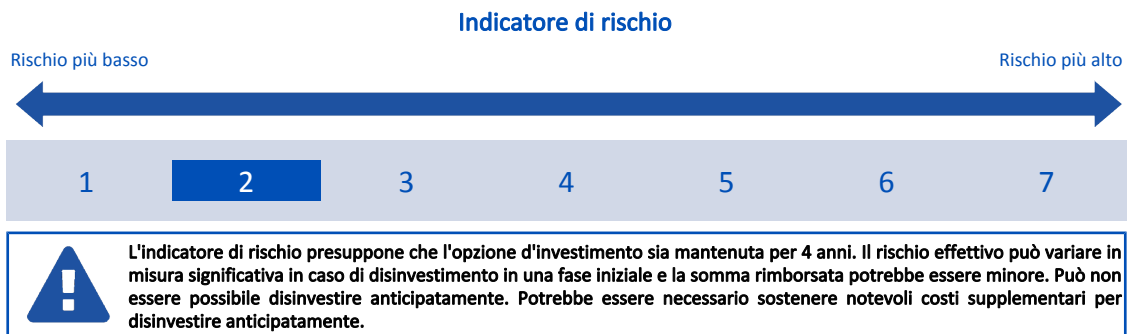 Indicatore di rischio
Rischio più basso
Rischio più alto
1 2 3 4 5 6 7
L'indicatore di rischio presuppone che l'opzione d'investimento sia mantenuta per 4 anni. Il rischio effettivo può variare in
misura significativa in caso di disinvestimento in una fase iniziale e la somma rimborsata potrebbe essere minore. Può non
essere possibile disinvestire anticipatamente. Potrebbe essere necessario sostenere notevoli costi supplementari per
disinvestire anticipatamente.